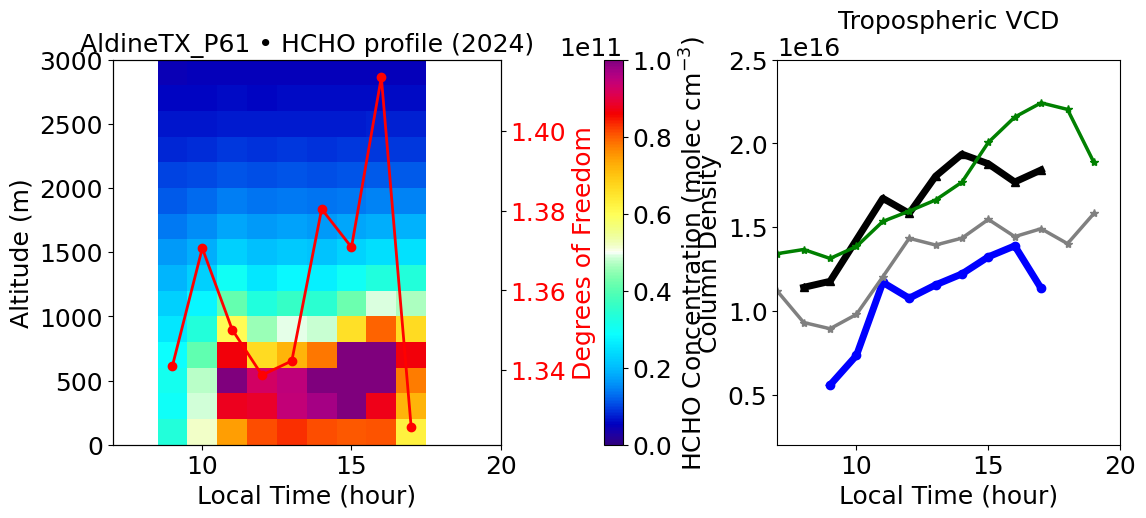 AldineTX_P61 • HCHO profile (2024)
3000
2500
2000
1500
1000
500
0
Altitude (m)
10
15
20
Local Time (hour)
1.40
1.38
1.36
1.34
Degrees of Freedom
1e11
1.0
0.8
0.6
0.4
0.2
0.0
HCHO Concentration (molec cm⁻³)
Tropospheric VCD
1e16
2.5
2.0
1.5
1.0
0.5
Column Density
10
15
20
Local Time (hour)